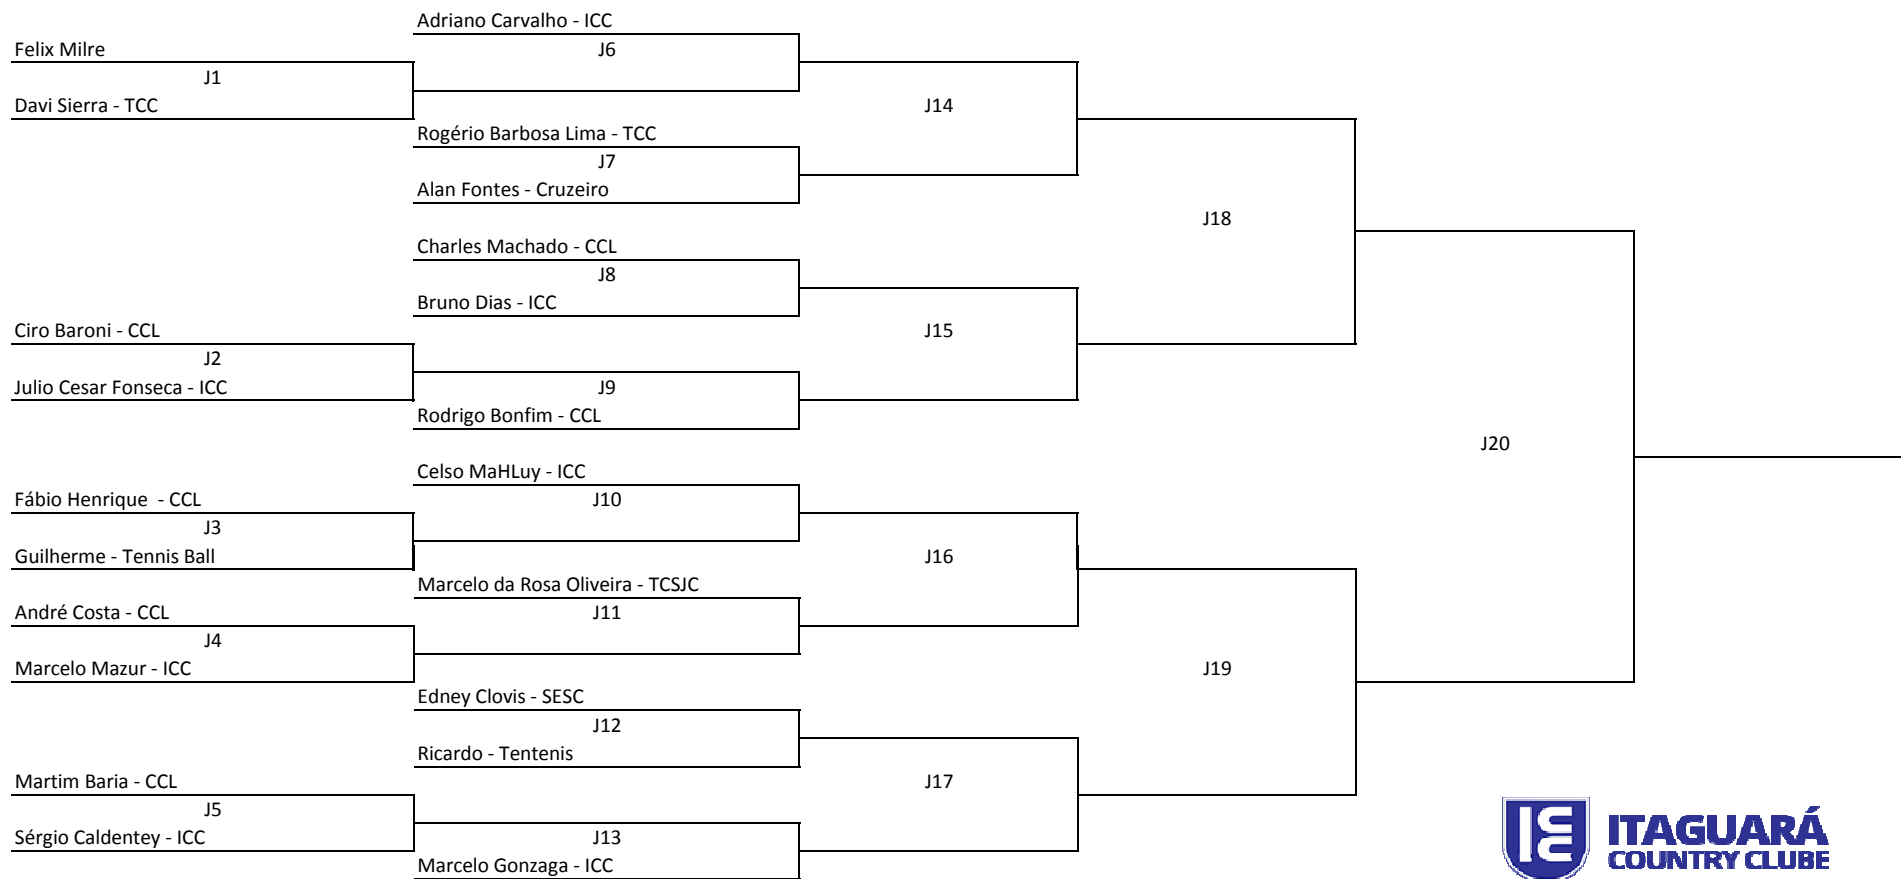 Adriano Carvalho - ICC
Felix Milre
J6
J1
Davi Sierra - TCC
J14
Rogério Barbosa Lima - TCC
J7
Alan Fontes - Cruzeiro
J18
Charles Machado - CCL
J8
Bruno Dias - ICC
Ciro Baroni - CCL
J15
J2
Julio Cesar Fonseca - ICC
J9
Rodrigo Bonfim - CCL
J20
Celso MaHLuy - ICC
Fábio Henrique  - CCL
J10
J3
Guilherme - Tennis Ball
J16
Marcelo da Rosa Oliveira - TCSJC
André Costa - CCL
J11
J4
Marcelo Mazur - ICC
J19
Edney Clovis - SESC
J12
Ricardo - Tentenis
Martim Baria - CCL
J17
J5
Sérgio Caldentey - ICC
J13
Marcelo Gonzaga - ICC
ITAGUARÁ
COUNTRY CLUBE